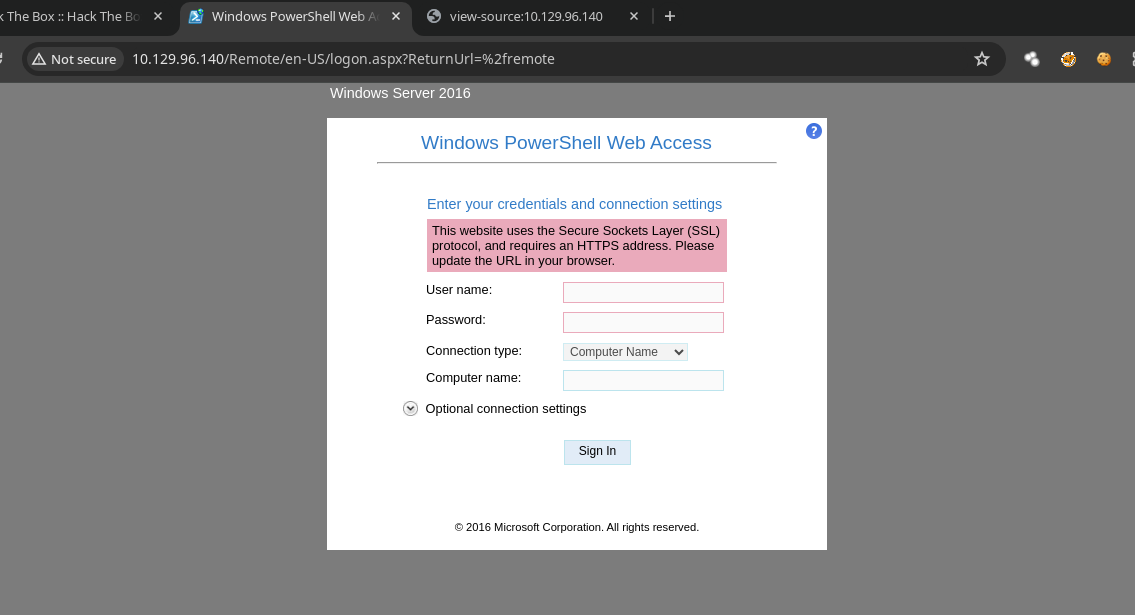 k The Box :: Hack The Bo
Windows PowerShell Web A
view-source:10.129.96.140
Not secure
10.129.96.140/Remote/en-US/logon.aspx?ReturnUrl=%2fremote
Windows Server 2016
?
Windows PowerShell Web Access
Enter your credentials and connection settings
This website uses the Secure Sockets Layer (SSL)
protocol, and requires an HTTPS address. Please
update the URL in your browser.
User name:
Password:
Connection type:
Computer Name
Computer name:
Optional connection settings
Sign In
© 2016 Microsoft Corporation. All rights reserved.